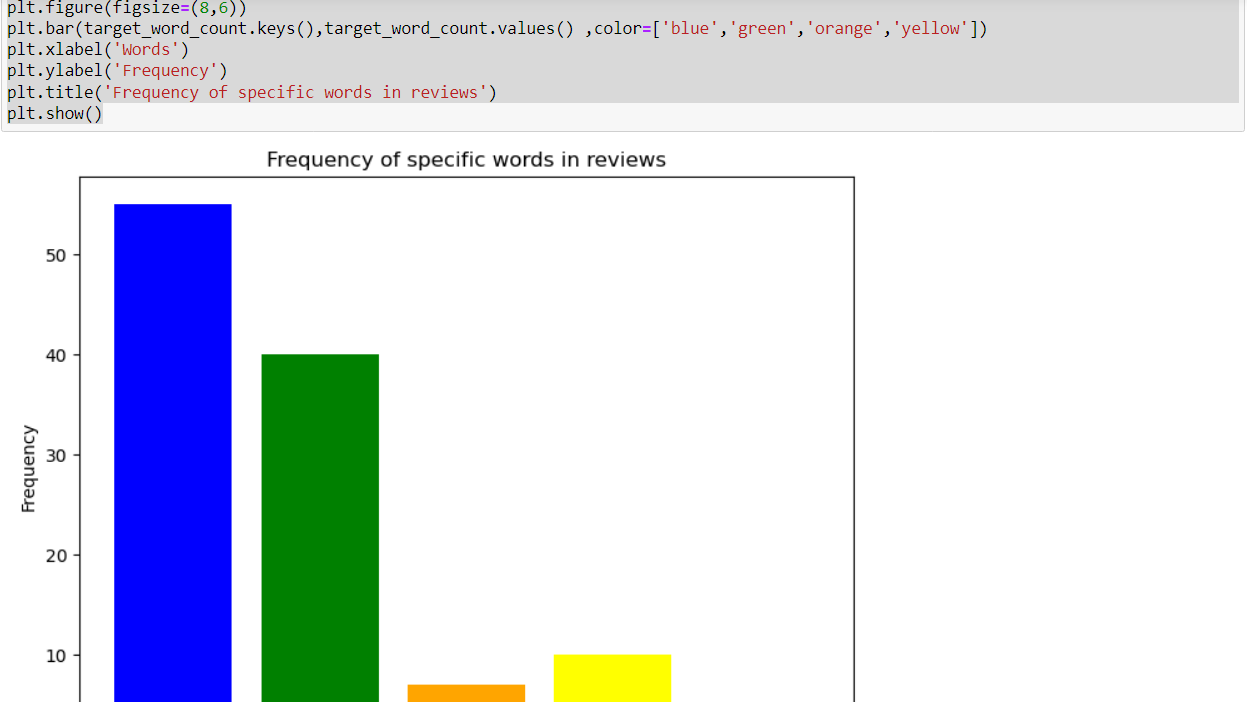 plt.figure(figsize=(8,6))
plt.bar(target_word_count.keys(),target_word_count.values() ,color=['blue','green','orange','yellow'])
plt.xlabel('Words')
plt.ylabel('Frequency')
plt.title('Frequency of specific words in reviews')
plt.show()
Frequency of specific words in reviews
50
40
Frequency
30
20
10